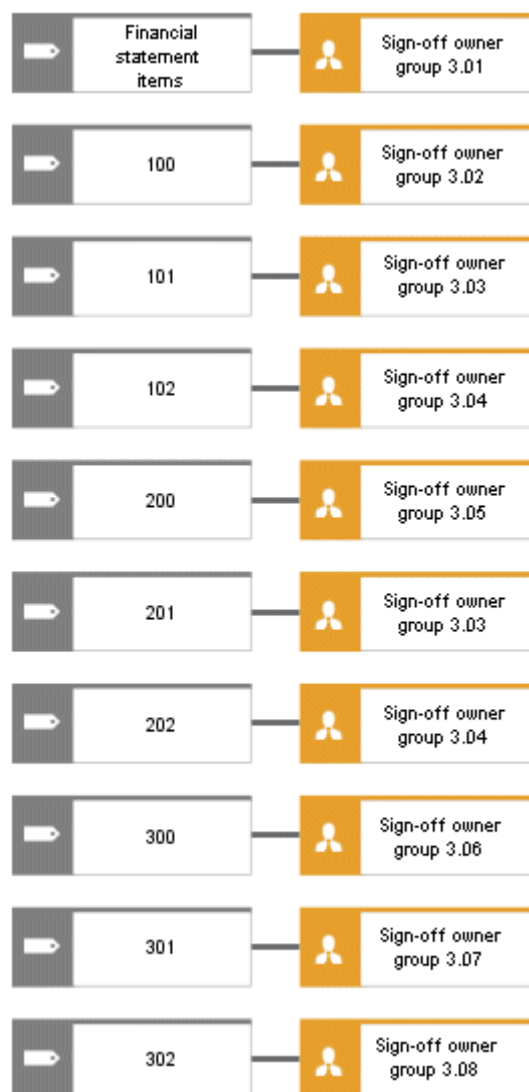 Financial
statement
items
Sign-off owner
group 3.01
100
Sign-off owner
group 3.02
101
Sign-off owner
group 3.03
102
Sign-off owner
group 3.04
200
Sign-off owner
group 3.05
201
Sign-off owner
group 3.03
202
Sign-off owner
group 3.04
300
Sign-off owner
group 3.06
301
Sign-off owner
group 3.07
302
Sign-off owner
group 3.08